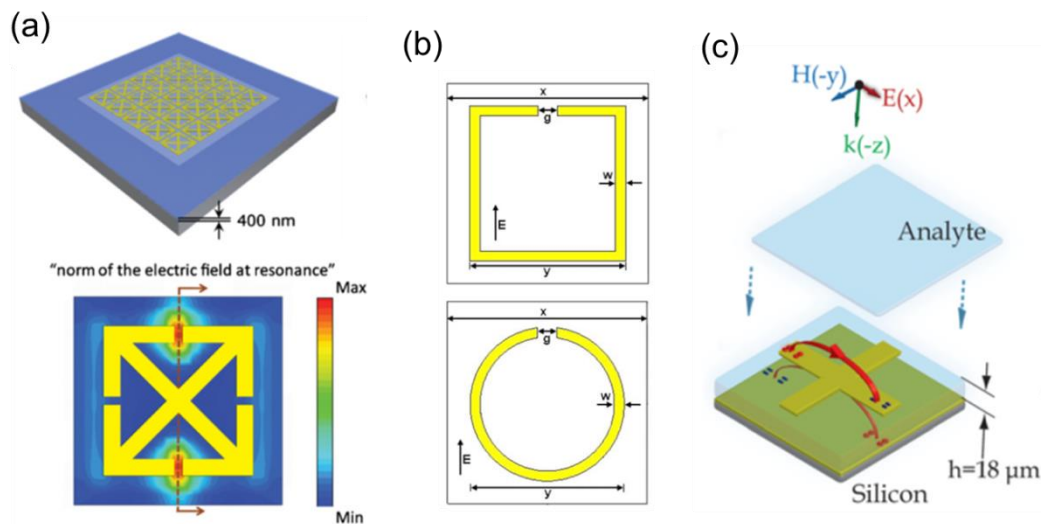 (a)
400 nm
"norm of the electric field at resonance"
Max
Min
(b)
x
g
w
E
y
x
g
w
E
y
(c)
H(-y)
E(x)
k(-z)
Analyte
h=18 μm
Silicon